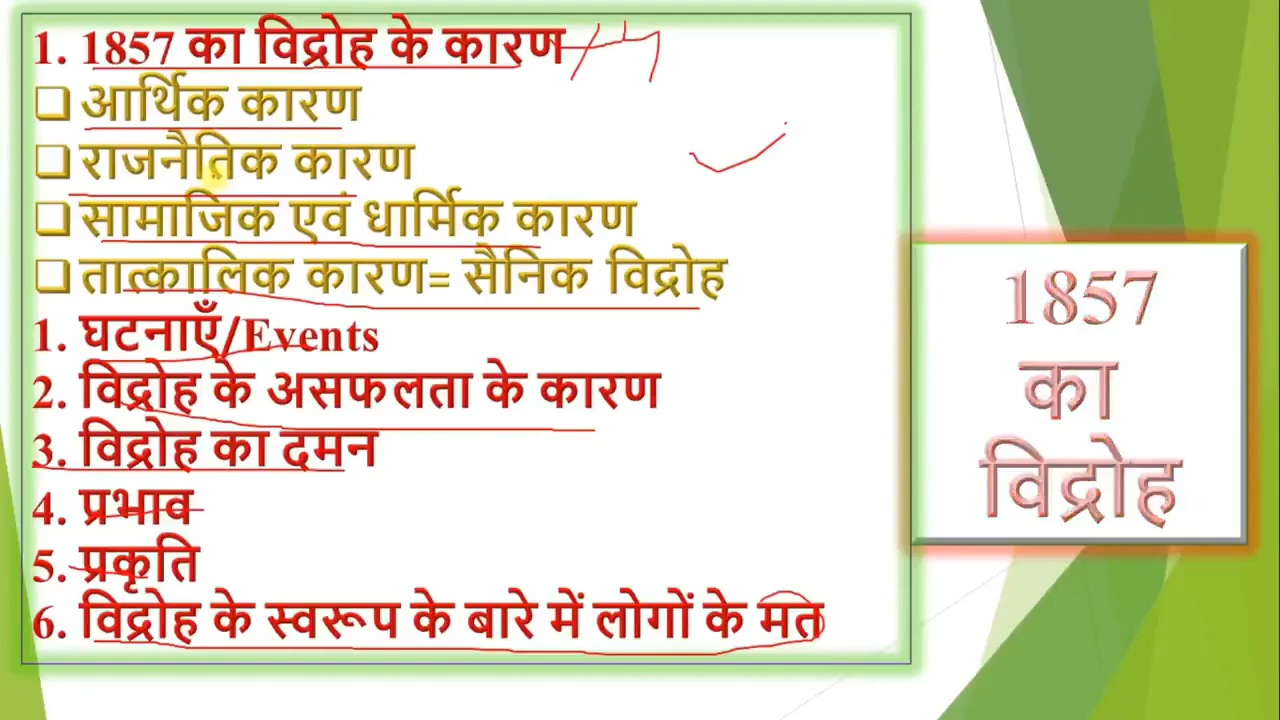 1. 1857 का विद्रोह के कारण
आर्थिक कारण
राजनैतिक कारण
सामाजिक एवं धार्मिक कारण
तात्कालिक कारण= सैनिक विद्रोह
1. घटनाएँ/Events
2. विद्रोह के असफलता के कारण
3. विद्रोह का दमन
4. प्रभाव
5. प्रकृति
6. विद्रोह के स्वरूप के बारे में लोगों के मत
1857
का
विद्रोह